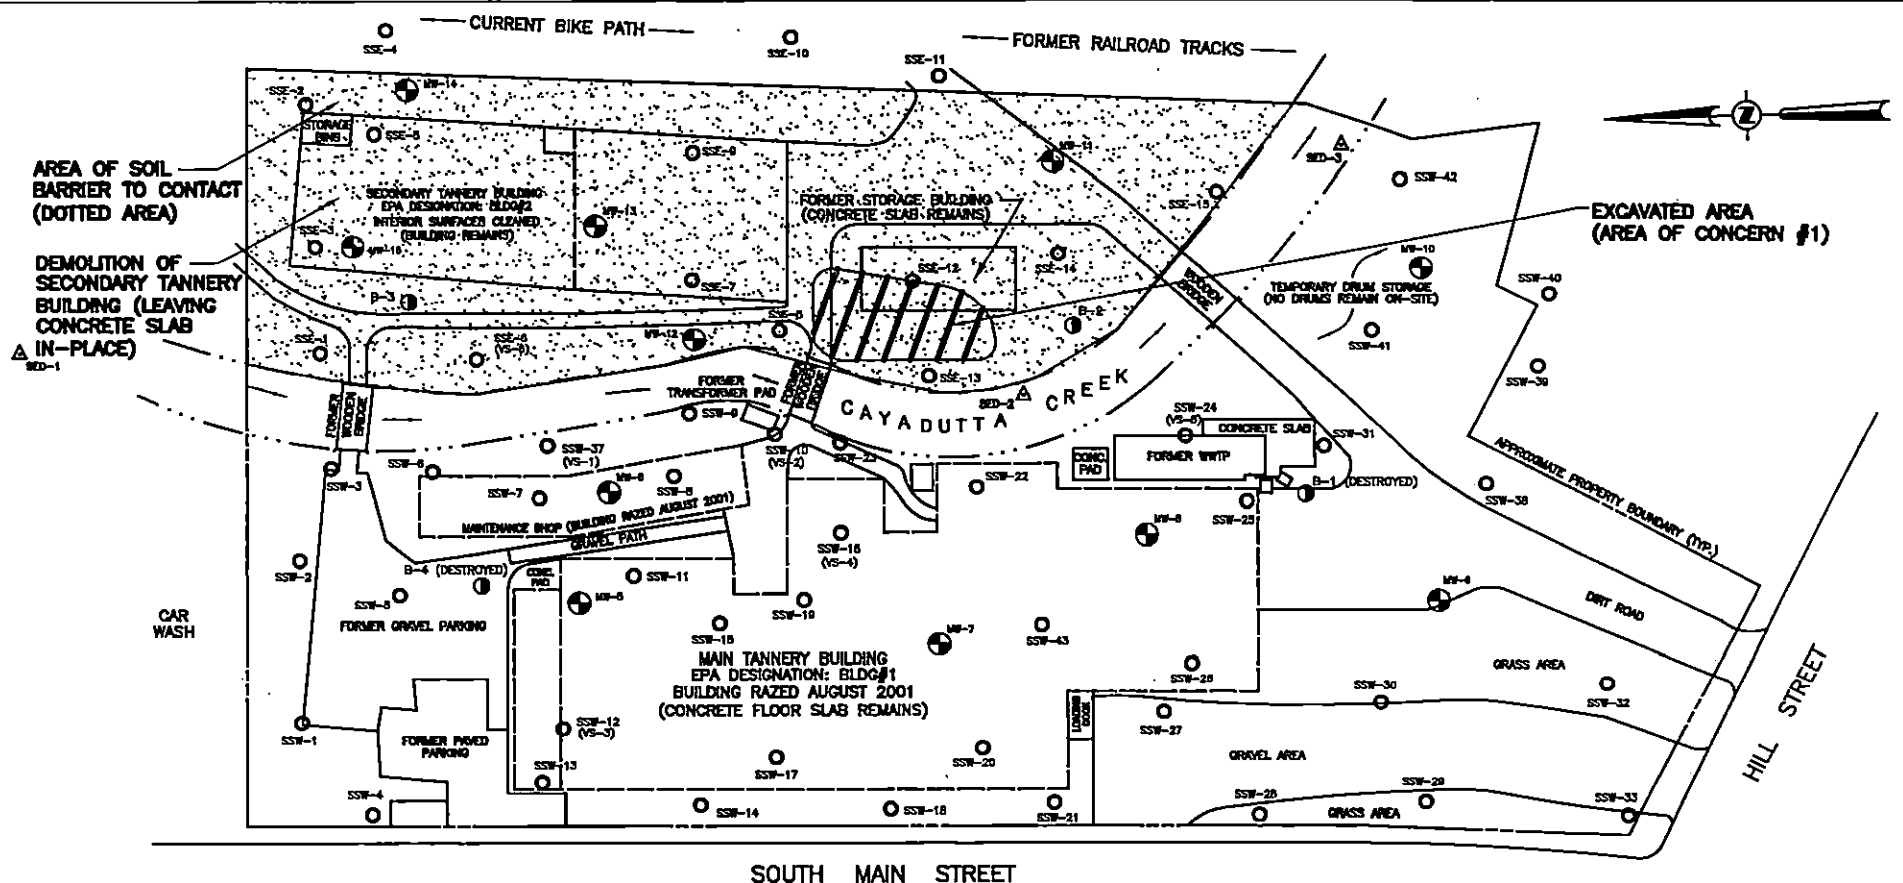 CURRENT BIKE PATH
FORMER RAILROAD TRACKS
SSE-4
SSE-10
SSE-11
SSE-2
MW-14
STORAGE
BINS
SSE-5
SSE-9
MW-11
SED-3
SSW-42
AREA OF SOIL
BARRIER TO CONTACT
(DOTTED AREA)
SECONDARY TANNERY BUILDING
EPA DESIGNATION: BLDG#2
INTERIOR SURFACES CLEANED
(BUILDING REMAINS)
MW-13
FORMER STORAGE BUILDING
(CONCRETE SLAB REMAINS)
SSE-15
EXCAVATED AREA
(AREA OF CONCERN #1)
Z
SSE-3
DEMOLITION OF
SECONDARY TANNERY
BUILDING (LEAVING
CONCRETE SLAB
IN-PLACE)
SED-1
B-3
SSE-7
SSE-12
SSE-14
WOODEN
BRIDGE
MW-10
TEMPORARY DRUM STORAGE
(NO DRUMS REMAIN ON-SITE)
SSW-40
SSE-1
SSE-6
(VS-6)
MW-12
B-2
SSW-41
SSW-39
FORMER
WOODEN
BRIDGE
FORMER
TRANSFORMER PAD
FORMER
WOODEN
BRIDGE
SSE-13
SED-2
CAYADUTTA CREEK
SSW-9
SSW-24
CONCRETE SLAB
SSW-31
SSW-37
(VS-1)
SSW-10
(VS-2)
SSW-23
CONC.
PAD
FORMER WWTP
APPROXIMATE PROPERTY BOUNDARY (TYP.)
SSW-3
SSW-6
SSW-7
SSW-8
SSW-22
SSW-25
B-1 (DESTROYED)
SSW-38
MAINTENANCE SHOP (BUILDING RAZED AUGUST 2001)
GRAVEL PATH
SSW-2
B-4 (DESTROYED)
CONC.
PAD
SSW-11
SSW-16
(VS-4)
SSW-5
MW-5
SSW-19
DIRT ROAD
CAR
WASH
FORMER GRAVEL PARKING
MW-7
SSW-43
MAIN TANNERY BUILDING
EPA DESIGNATION: BLDG#1
BUILDING RAZED AUGUST 2001
(CONCRETE FLOOR SLAB REMAINS)
SSW-26
GRASS AREA
SSW-30
SSW-32
SSW-1
FORMER PAVED
PARKING
SSW-12
(VS-3)
LOADING
DOCK
SSW-27
HILL STREET
SSW-13
SSW-17
SSW-20
GRAVEL AREA
SSW-4
SSW-14
SSW-18
SSW-21
SSW-28
SSW-29
GRASS AREA
SSW-33
SOUTH MAIN STREET